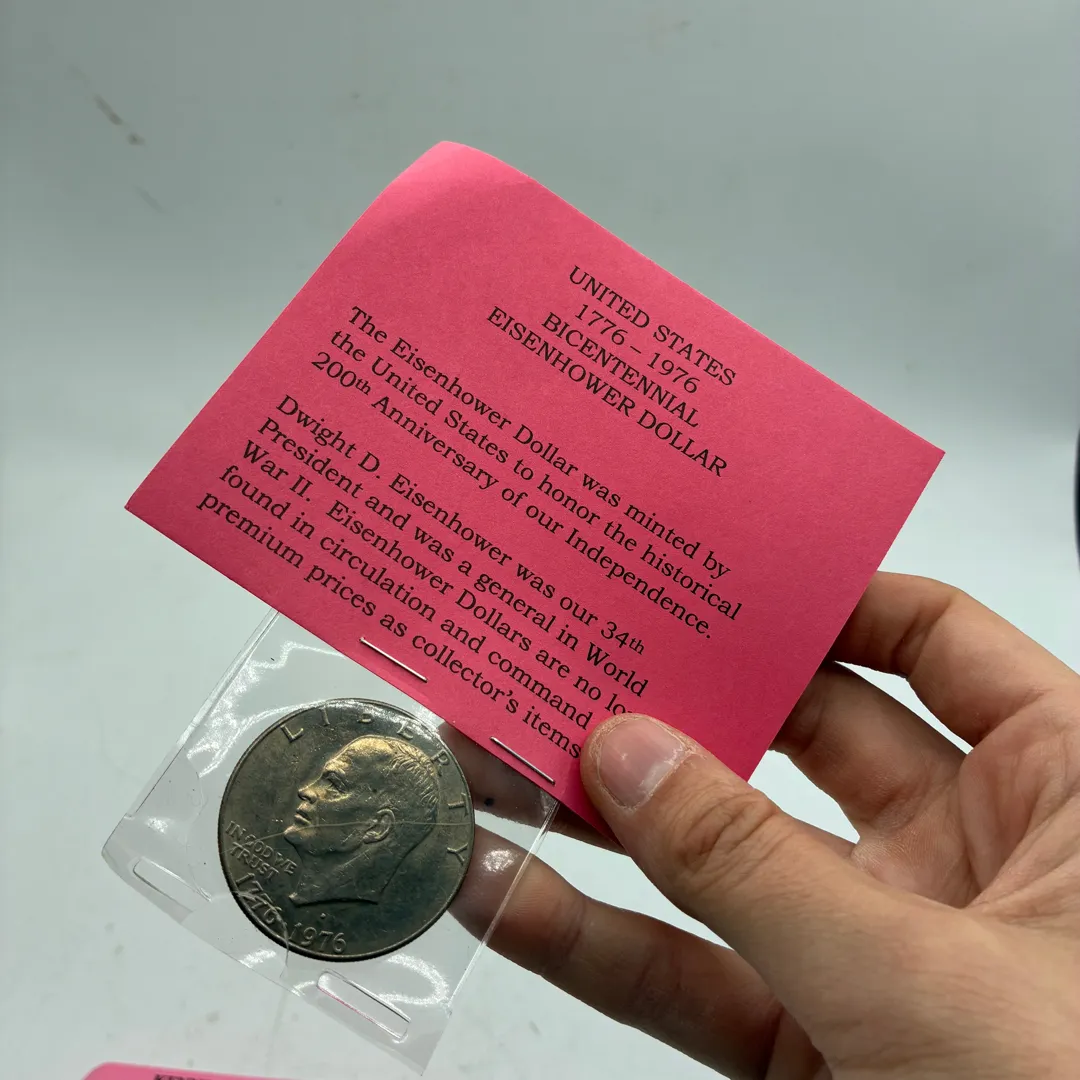 UNITED STATES
1776 – 1976
BICENTENNIAL
EISENHOWER DOLLAR
The Eisenhower Dollar was minted by
the United States to honor the historical
200th Anniversary of our Independence.
Dwight D. Eisenhower was our 34th
President and was a general in World
War II. Eisenhower Dollars are no
found in circulation and command
premium prices as collector's items
LIBERTY
IN GOD WE
TRUST
1776-1976